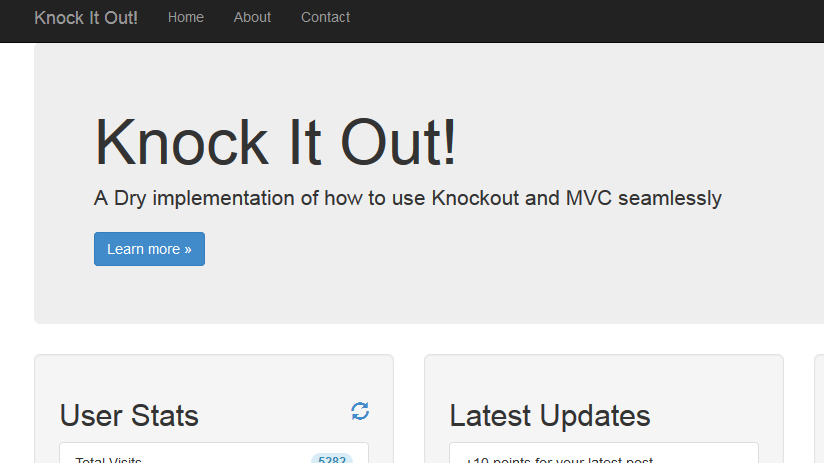 Knock It Out! Home About Contact
Knock It Out!
A Dry implementation of how to use Knockout and MVC seamlessly
Learn more »
User Stats
Latest Updates
Total Visits 5282
+10 points for your latest post